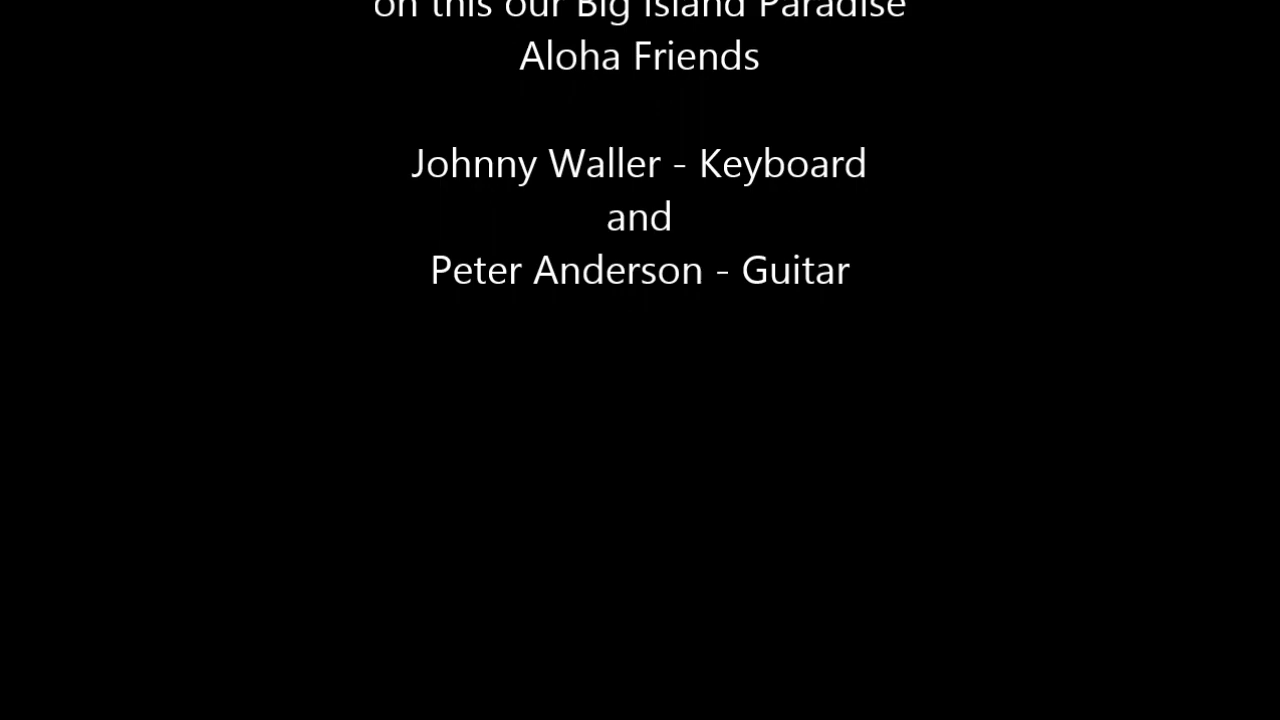 on this our Big Island Paradise
Aloha Friends
Johnny Waller - Keyboard
and
Peter Anderson - Guitar